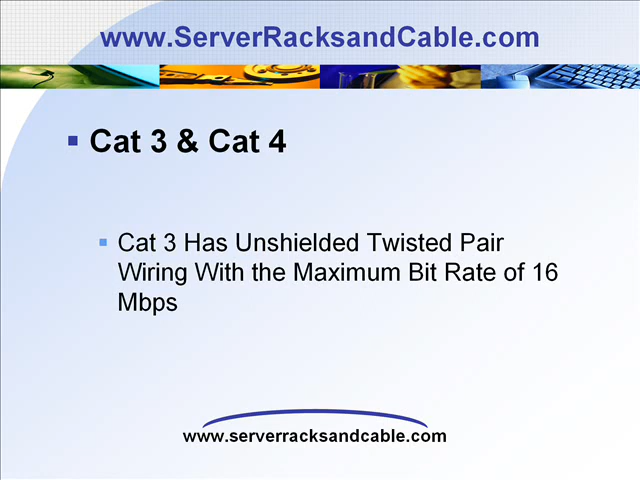 www.ServerRacksandCable.com
Cat 3 & Cat 4
Cat 3 Has Unshielded Twisted Pair
Wiring With the Maximum Bit Rate of 16
Mbps
www.serverracksandcable.com